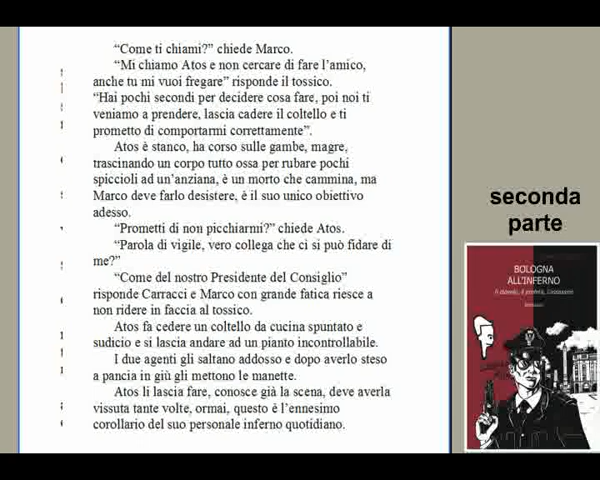 “Come ti chiami?” chiede Marco.
“Mi chiamo Atos e non cercare di fare l’amico,
anche tu mi vuoi fregare” risponde il tossico.
“Hai pochi secondi per decidere cosa fare, poi noi ti
veniamo a prendere, lascia cadere il coltello e ti
prometto di comportarmi correttamente”.
Atos è stanco, ha corso sulle gambe, magre,
trascinando un corpo tutto ossa per rubare pochi
spiccioli ad un’anziana, è un morto che cammina, ma
Marco deve farlo desistere, è il suo unico obiettivo
adesso.
“Prometti di non picchiarmi?” chiede Atos.
“Parola di vigile, vero collega che ci si può fidare di
me?”
“Come del nostro Presidente del Consiglio”
risponde Carracci e Marco con grande fatica riesce a
non ridere in faccia al tossico.
Atos fa cedere un coltello da cucina spuntato e
sudicio e si lascia andare ad un pianto incontrollabile.
I due agenti gli saltano addosso e dopo averlo steso
a pancia in giù gli mettono le manette.
Atos li lascia fare, conosce già la scena, deve averla
vissuta tante volte, ormai, questo è l’ennesimo
corollario del suo personale inferno quotidiano.
seconda
parte
BOLOGNA
ALL’INFERNO